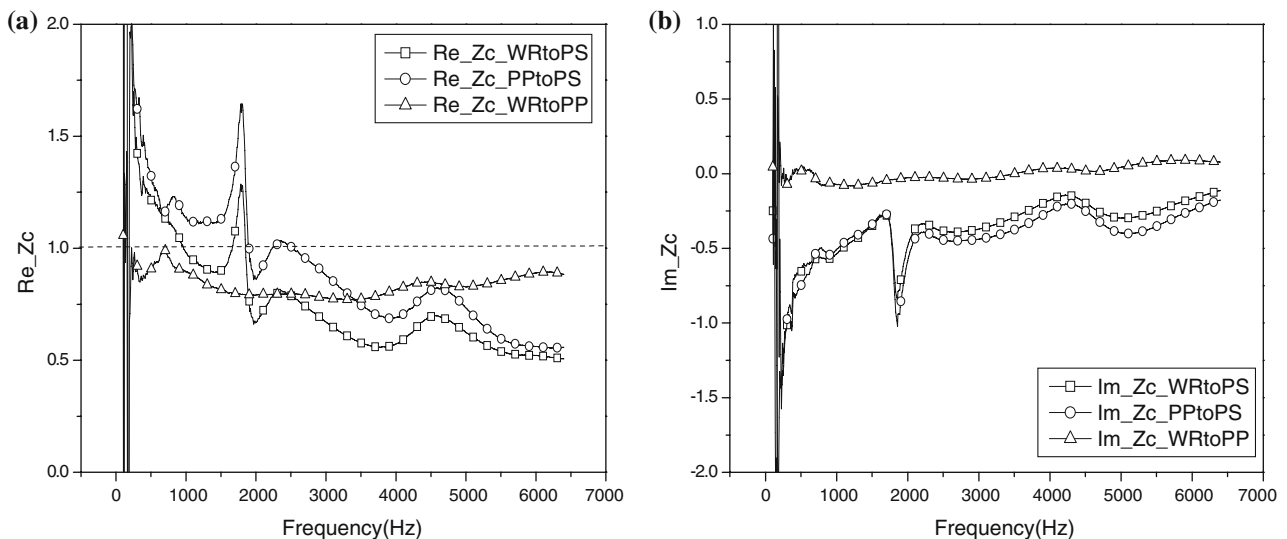 (a)
2.0
1.5
1.0
0.5
0.0
Re_Zc
Re_Zc_WRtoPS
Re_Zc_PPtoPS
Re_Zc_WRtoPP
0 1000 2000 3000 4000 5000 6000 7000
Frequency(Hz)
(b)
1.0
0.5
0.0
-0.5
-1.0
-1.5
-2.0
Im_Zc
Im_Zc_WRtoPS
Im_Zc_PPtoPS
Im_Zc_WRtoPP
0 1000 2000 3000 4000 5000 6000 7000
Frequency(Hz)